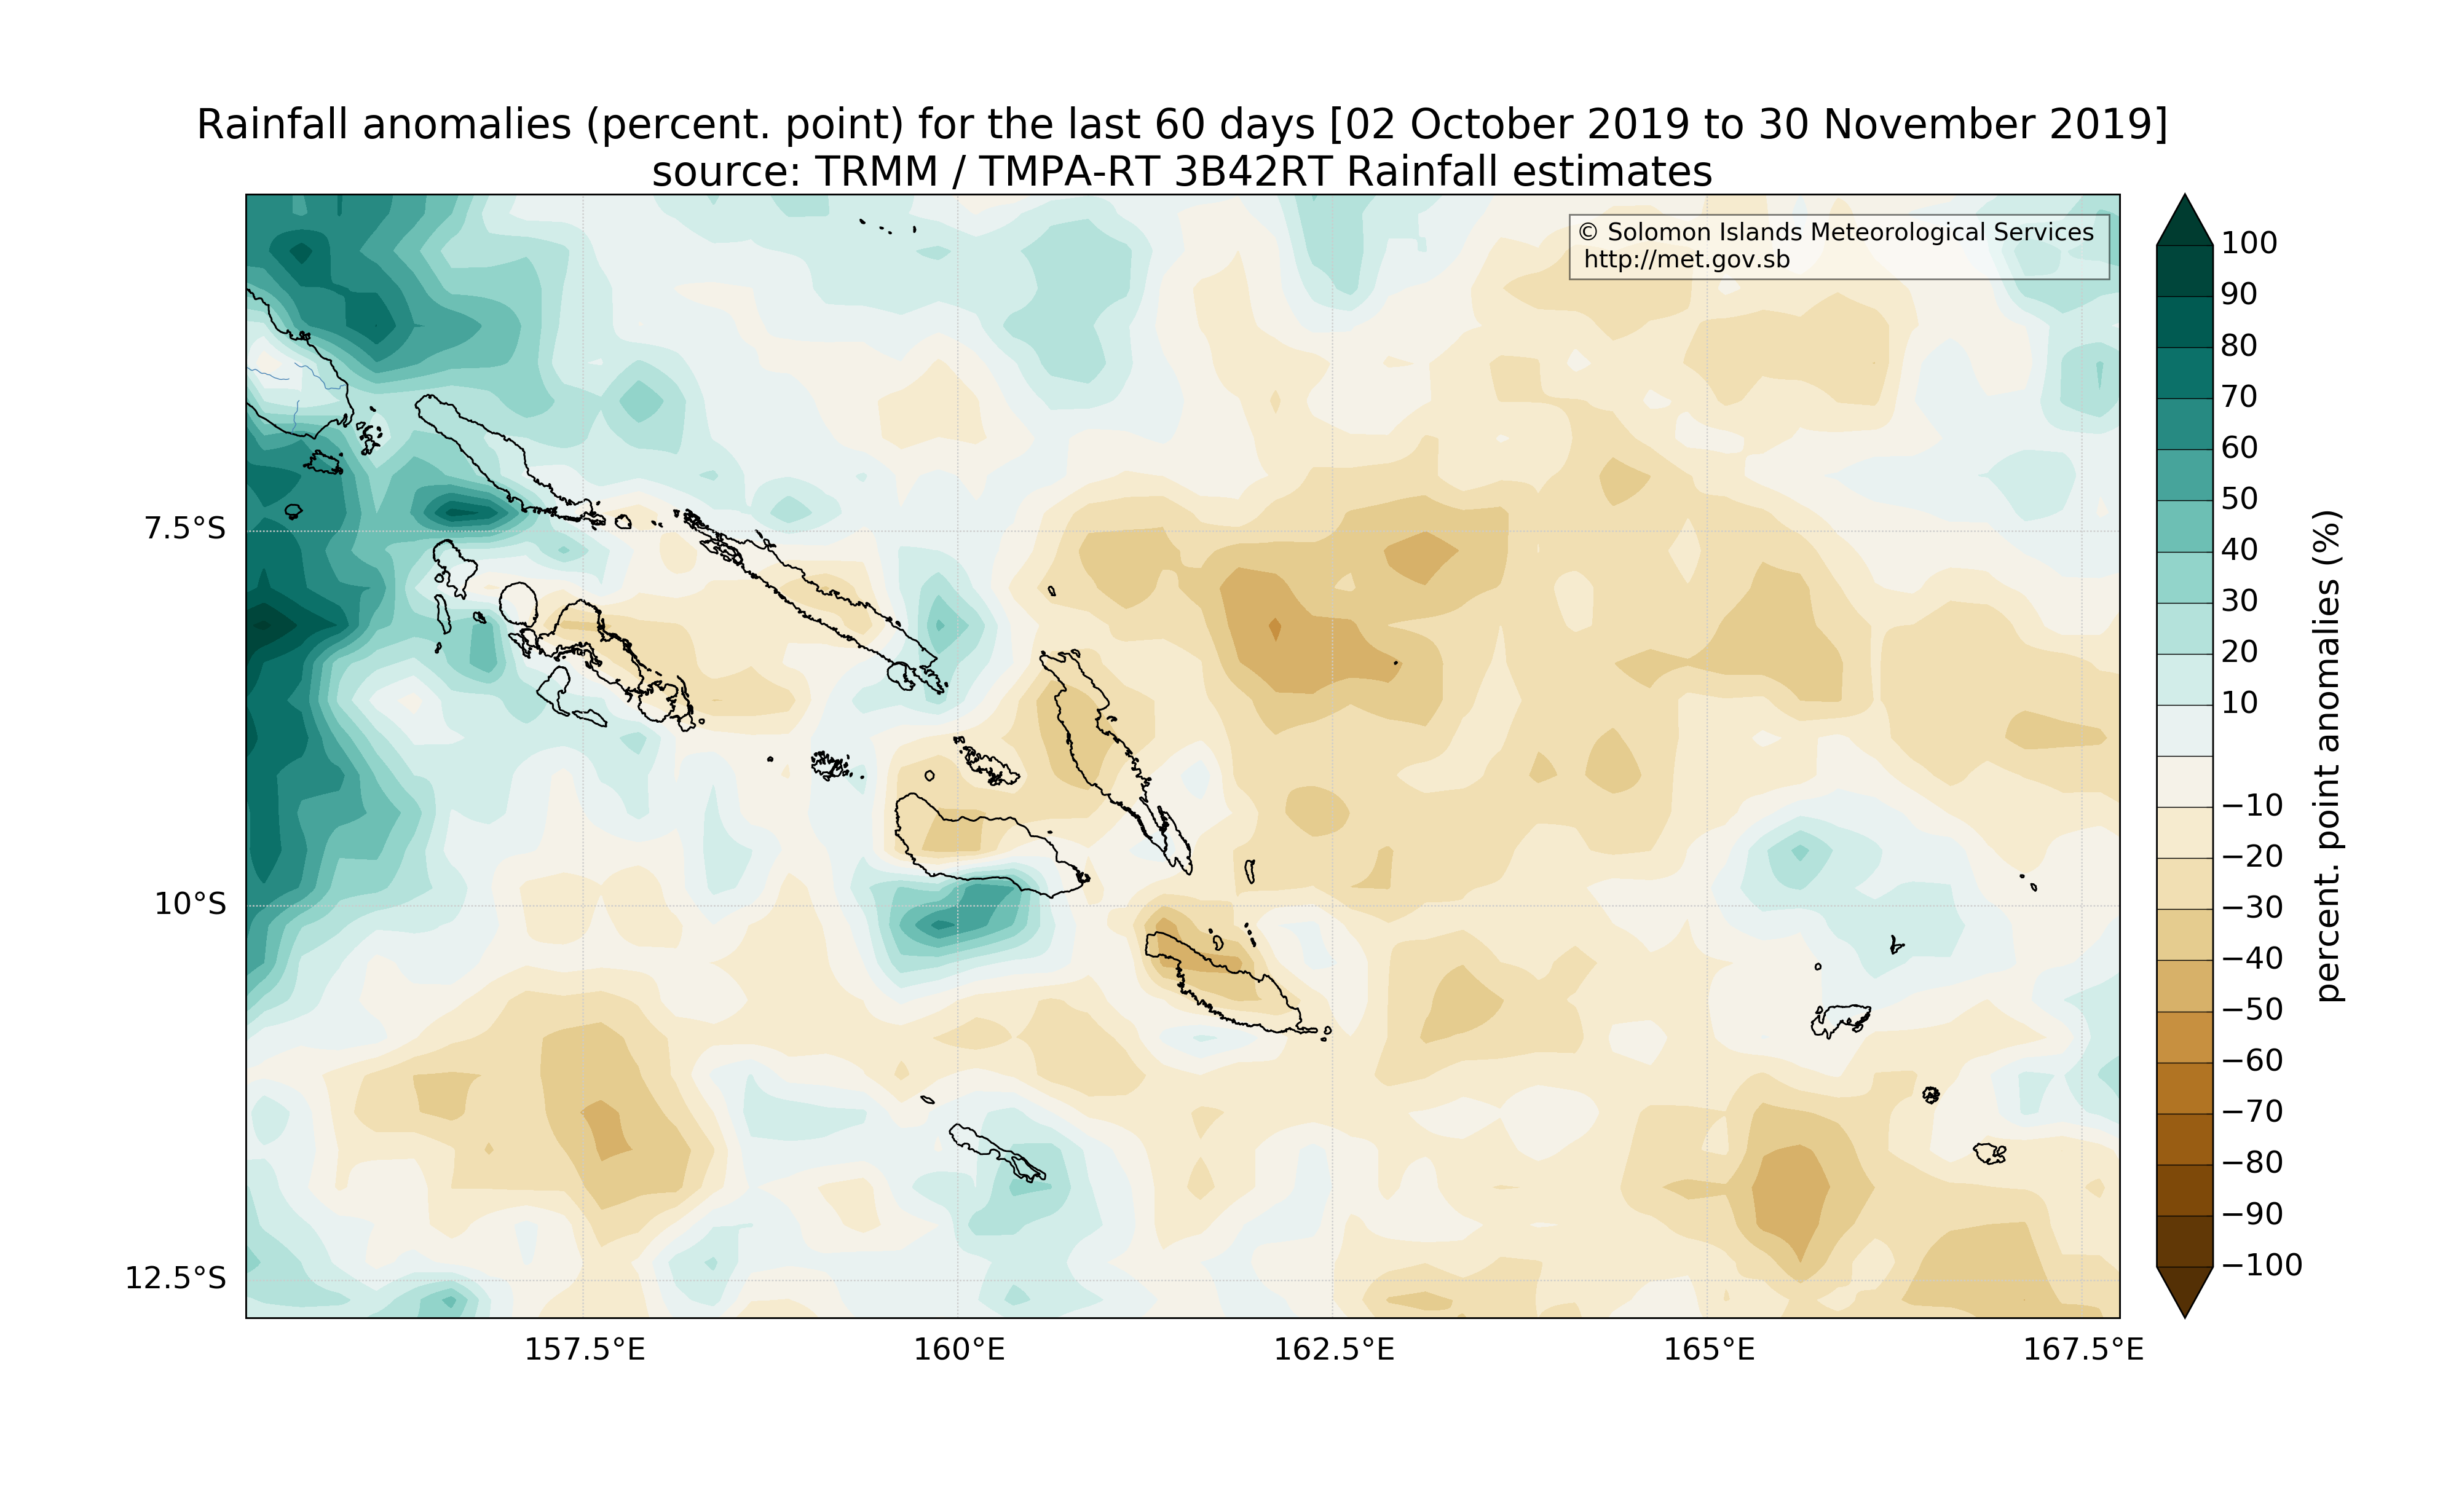 Rainfall anomalies (percent. point) for the last 60 days [02 October 2019 to 30 November 2019]
source: TRMM / TMPA-RT 3B42RT Rainfall estimates
© Solomon Islands Meteorological Services
http://met.gov.sb
7.5°S
10°S
12.5°S
157.5°E
160°E
162.5°E
165°E
167.5°E
100
90
80
70
60
50
40
30
20
10
−10
−20
−30
−40
−50
−60
−70
−80
−90
−100
percent. point anomalies (%)